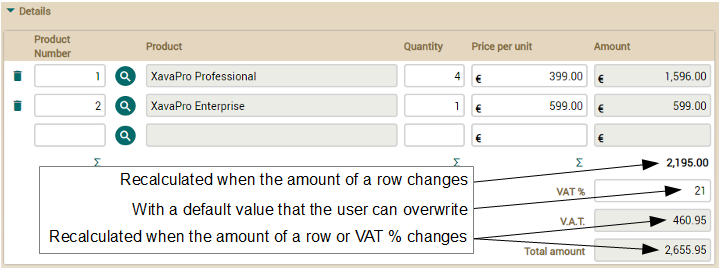 Details
Product Number Product Quantity Price per unit Amount
1 XavaPro Professional 4 € 399.00 € 1,596.00
2 XavaPro Enterprise 1 € 599.00 € 599.00
€ €
Σ Σ Σ 2,195.00
Recalculated when the amount of a row changes
VAT % 21
With a default value that the user can overwrite
V.A.T. 460.95
Recalculated when the amount of a row or VAT % changes
Total amount 2,655.95